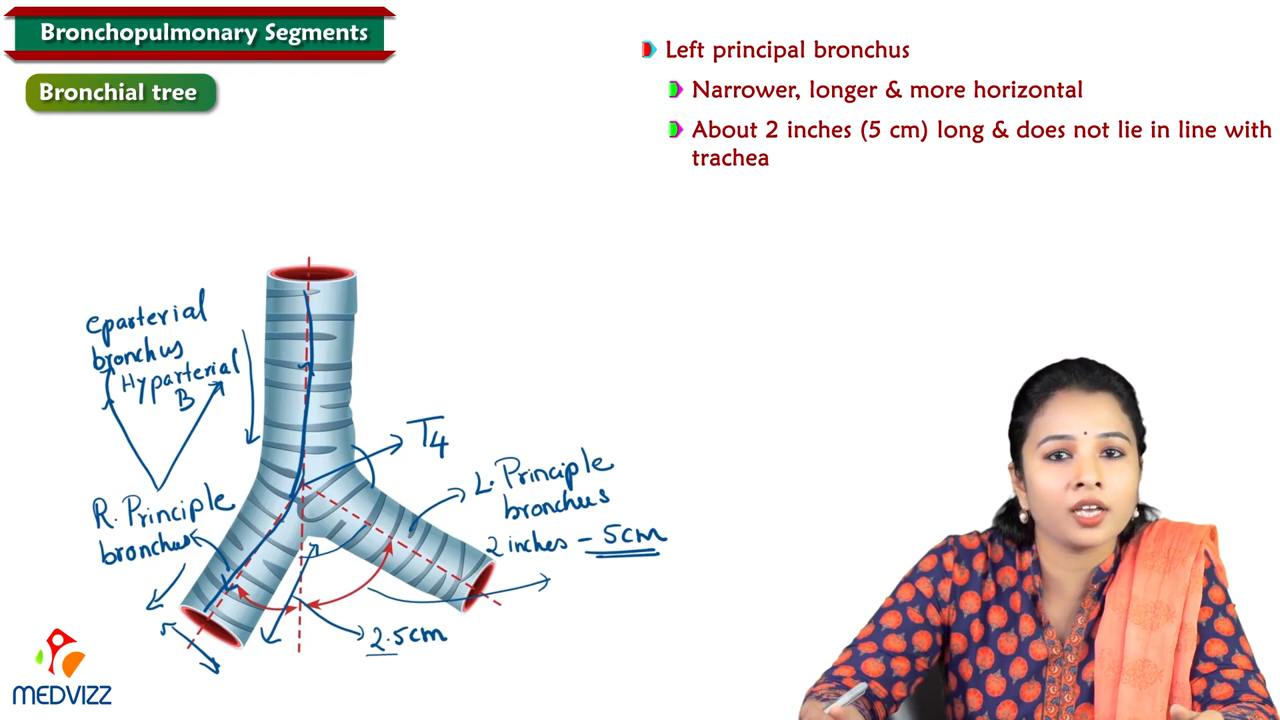 Bronchopulmonary Segments
Bronchial tree
Left principal bronchus
Narrower, longer & more horizontal
About 2 inches (5 cm) long & does not lie in line with
trachea
eparterial
bronchus
Hyparterial
B
T4
L. Principle
bronchus
2 inches - 5cm
R. Principle
bronchus
2.5cm
MEDVIZZ